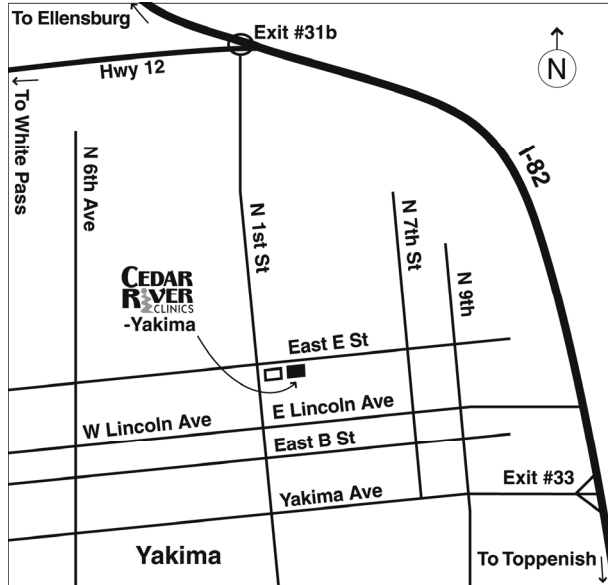 To Ellensburg
Exit #31b
Hwy 12
N
To White Pass
N 6th Ave
I-82
N 1st St
N 7th St
N 9th
CEDAR
RIVER
CLINICS
-Yakima
East E St
E Lincoln Ave
W Lincoln Ave
East B St
Exit #33
Yakima Ave
Yakima
To Toppenish